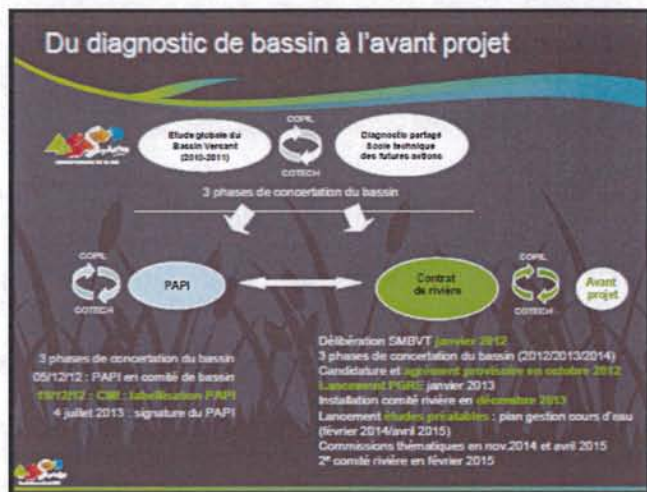 Du diagnostic de bassin à l'avant projet
Etude globale du
Bassin Versant
(2010-2011)
COPIL
COTECH
Diagnostic partagé
Socle technique
des futures actions
3 phases de concertation du bassin
COPIL
COTECH
PAPI
Contrat
de rivière
COPIL
COTECH
Avant
projet
3 phases de concertation du bassin
05/12/12 : PAPI en comité de bassin
19/12/12 : CMI : labellisation PAPI
4 juillet 2013 : signature du PAPI
Délibération SMBVT janvier 2012
3 phases de concertation du bassin (2012/2013/2014)
Candidature et agrément provisoire en octobre 2012
Lancement PGRE janvier 2013
Installation comité rivière en décembre 2013
Lancement études préalables : plan gestion cours d'eau
(février 2014/avril 2015)
Commissions thématiques en nov.2014 et avril 2015
2e comité rivière en février 2015